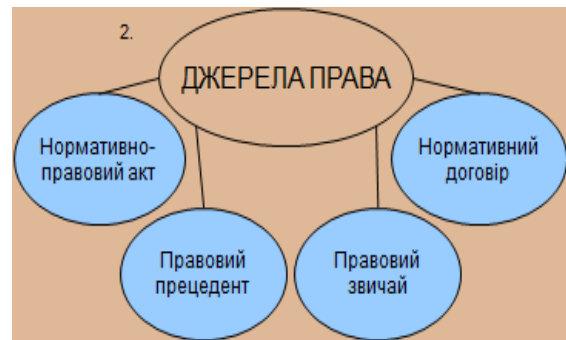 2.
ДЖЕРЕЛА ПРАВА
Нормативно-
правовий акт
Нормативний
договір
Правовий
прецедент
Правовий
звичай